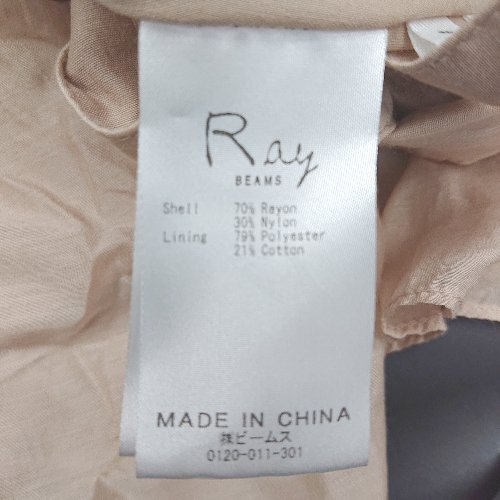 Ray
BEAMS
Shell 70% Rayon
30% Nylon
Lining 79% Polyester
21% Cotton
MADE IN CHINA
㈱ビームス
0120-011-301